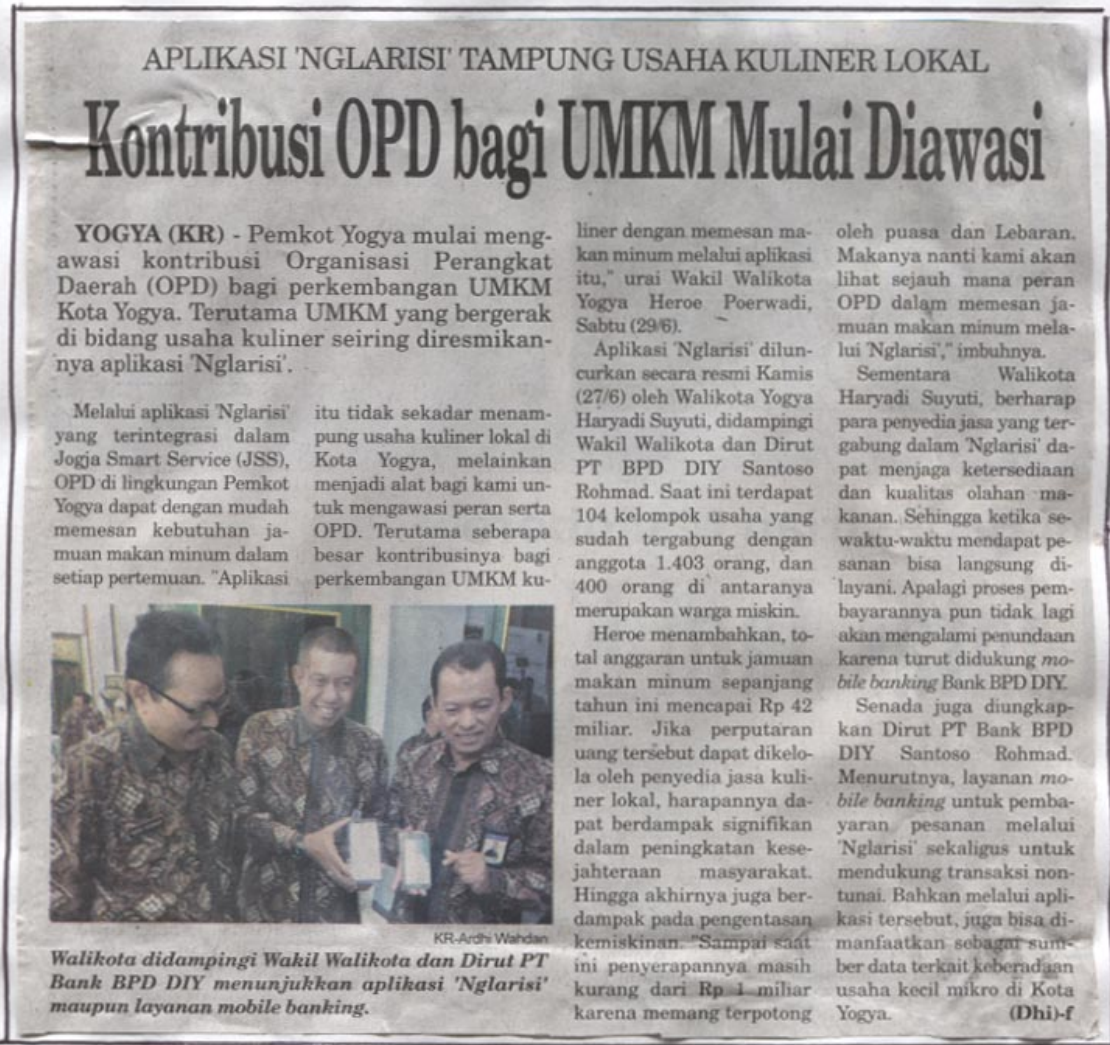 APLIKASI 'NGLARISI' TAMPUNG USAHA KULINER LOKAL
Kontribusi OPD bagi UMKM Mulai Diawasi
YOGYA (KR) - Pemkot Yogya mulai meng-
awasi kontribusi Organisasi Perangkat
Daerah (OPD) bagi perkembangan UMKM
Kota Yogya. Terutama UMKM yang bergerak
di bidang usaha kuliner seiring diresmikan-
nya aplikasi 'Nglarisi'.
Melalui aplikasi 'Nglarisi'
yang terintegrasi dalam
Jogja Smart Service (JSS),
OPD di lingkungan Pemkot
Yogya dapat dengan mudah
memesan kebutuhan ja-
muan makan minum dalam
setiap pertemuan. "Aplikasi
itu tidak sekadar menam-
pung usaha kuliner lokal di
Kota Yogya, melainkan
menjadi alat bagi kami un-
tuk mengawasi peran serta
OPD. Terutama seberapa
besar kontribusinya bagi
perkembangan UMKM ku-
liner dengan memesan ma-
kan minum melalui aplikasi
itu," urai Wakil Walikota
Yogya Heroe Poerwadi,
Sabtu (29/6).
Aplikasi 'Nglarisi' dilun-
curkan secara resmi Kamis
(27/6) oleh Walikota Yogya
Haryadi Suyuti, didampingi
Wakil Walikota dan Dirut
PT BPD DIY Santoso
Rohmad. Saat ini terdapat
104 kelompok usaha yang
sudah tergabung dengan
anggota 1.403 orang, dan
400 orang di antaranya
merupakan warga miskin.
Heroe menambahkan, to-
tal anggaran untuk jamuan
makan minum sepanjang
tahun ini mencapai Rp 42
miliar. Jika perputaran
uang tersebut dapat dikelo-
la oleh penyedia jasa kuli-
ner lokal, harapannya da-
pat berdampak signifikan
dalam peningkatan kese-
jahteraan masyarakat.
Hingga akhirnya juga ber-
dampak pada pengentasan
kemiskinan. "Sampai saat
ini penyerapannya masih
kurang dari Rp 1 miliar
karena memang terpotong
oleh puasa dan Lebaran.
Makanya nanti kami akan
lihat sejauh mana peran
OPD dalam memesan ja-
muan makan minum mela-
lui 'Nglarisi'," imbuhnya.
Sementara Walikota
Haryadi Suyuti, berharap
para penyedia jasa yang ter-
gabung dalam 'Nglarisi' da-
pat menjaga ketersediaan
dan kualitas olahan ma-
kanan. Sehingga ketika se-
waktu-waktu mendapat pe-
sanan bisa langsung di-
layani. Apalagi proses pem-
bayarannya pun tidak lagi
akan mengalami penundaan
karena turut didukung mo-
bile banking Bank BPD DIY.
Senada juga diungkap-
kan Dirut PT Bank BPD
DIY Santoso Rohmad.
Menurutnya, layanan mo-
bile banking untuk pemba-
yaran pesanan melalui
'Nglarisi' sekaligus untuk
mendukung transaksi non-
tunai. Bahkan melalui apli-
kasi tersebut, juga bisa di-
manfaatkan sebagai sum-
ber data terkait keberadaan
usaha kecil mikro di Kota
Yogya. (Dhi)-f
KR-Ardhi Wahdan
Walikota didampingi Wakil Walikota dan Dirut PT
Bank BPD DIY menunjukkan aplikasi 'Nglarisi'
maupun layanan mobile banking.